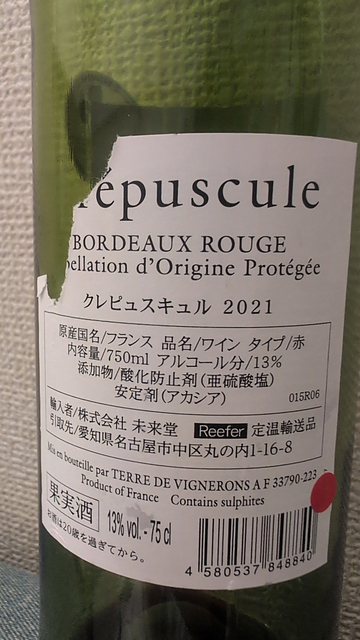 épuscule
BORDEAUX ROUGE
d'Origine Protégée
クレピュスキュル 2021
原産国名/フランス 品名/ワイン タイプ/赤
内容量/750ml アルコール分/13%
添加物/酸化防止剤(亜硫酸塩)
安定剤(アカシア)
015R06
輸入者/株式会社 未来堂 Reefer 定温輸送品
引取先/愛知県名古屋市中区丸の内1-16-8
Mis en bouteille par TERRE DE VIGNERONS A F 33790-223
Product of France Contains sulphites
果実酒 13% vol. - 75 cl
お酒は20歳を過ぎてから。
4 580537 848840